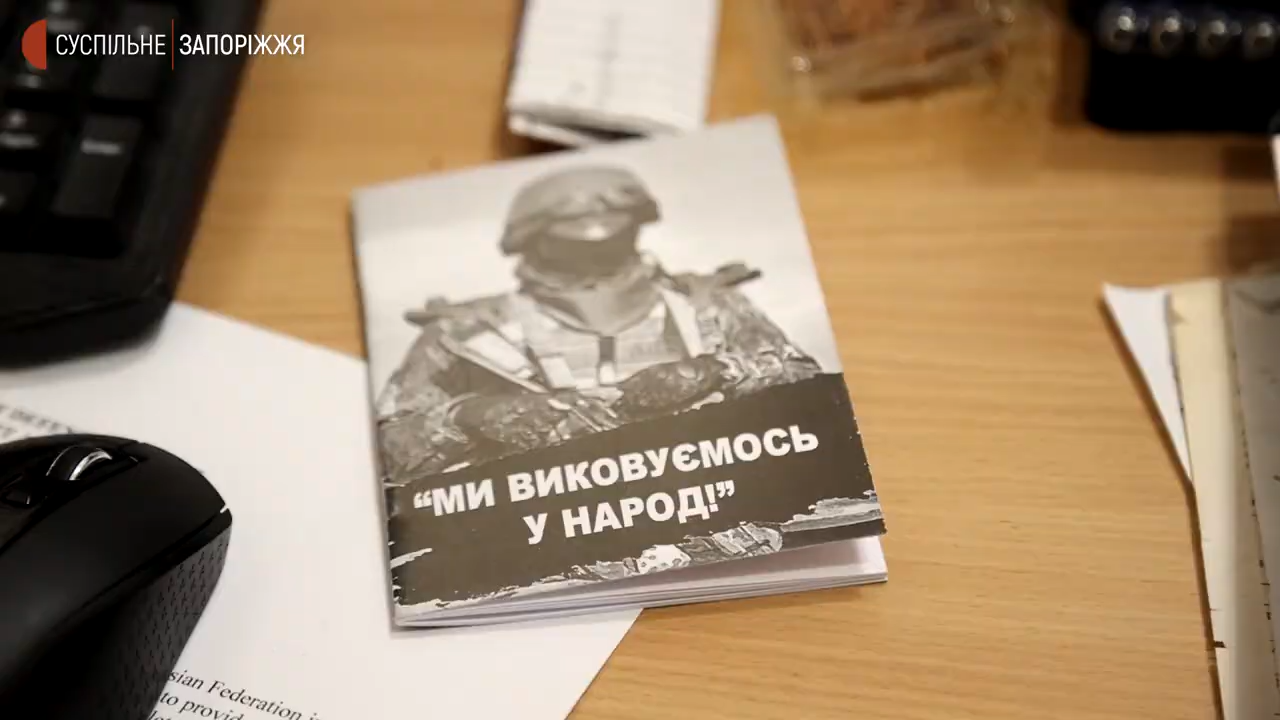 СУСПІЛЬНЕ ЗАПОРІЖЖЯ
“МИ ВИКОВУЄМОСЬ
У НАРОД!”
sian Federation
to provid